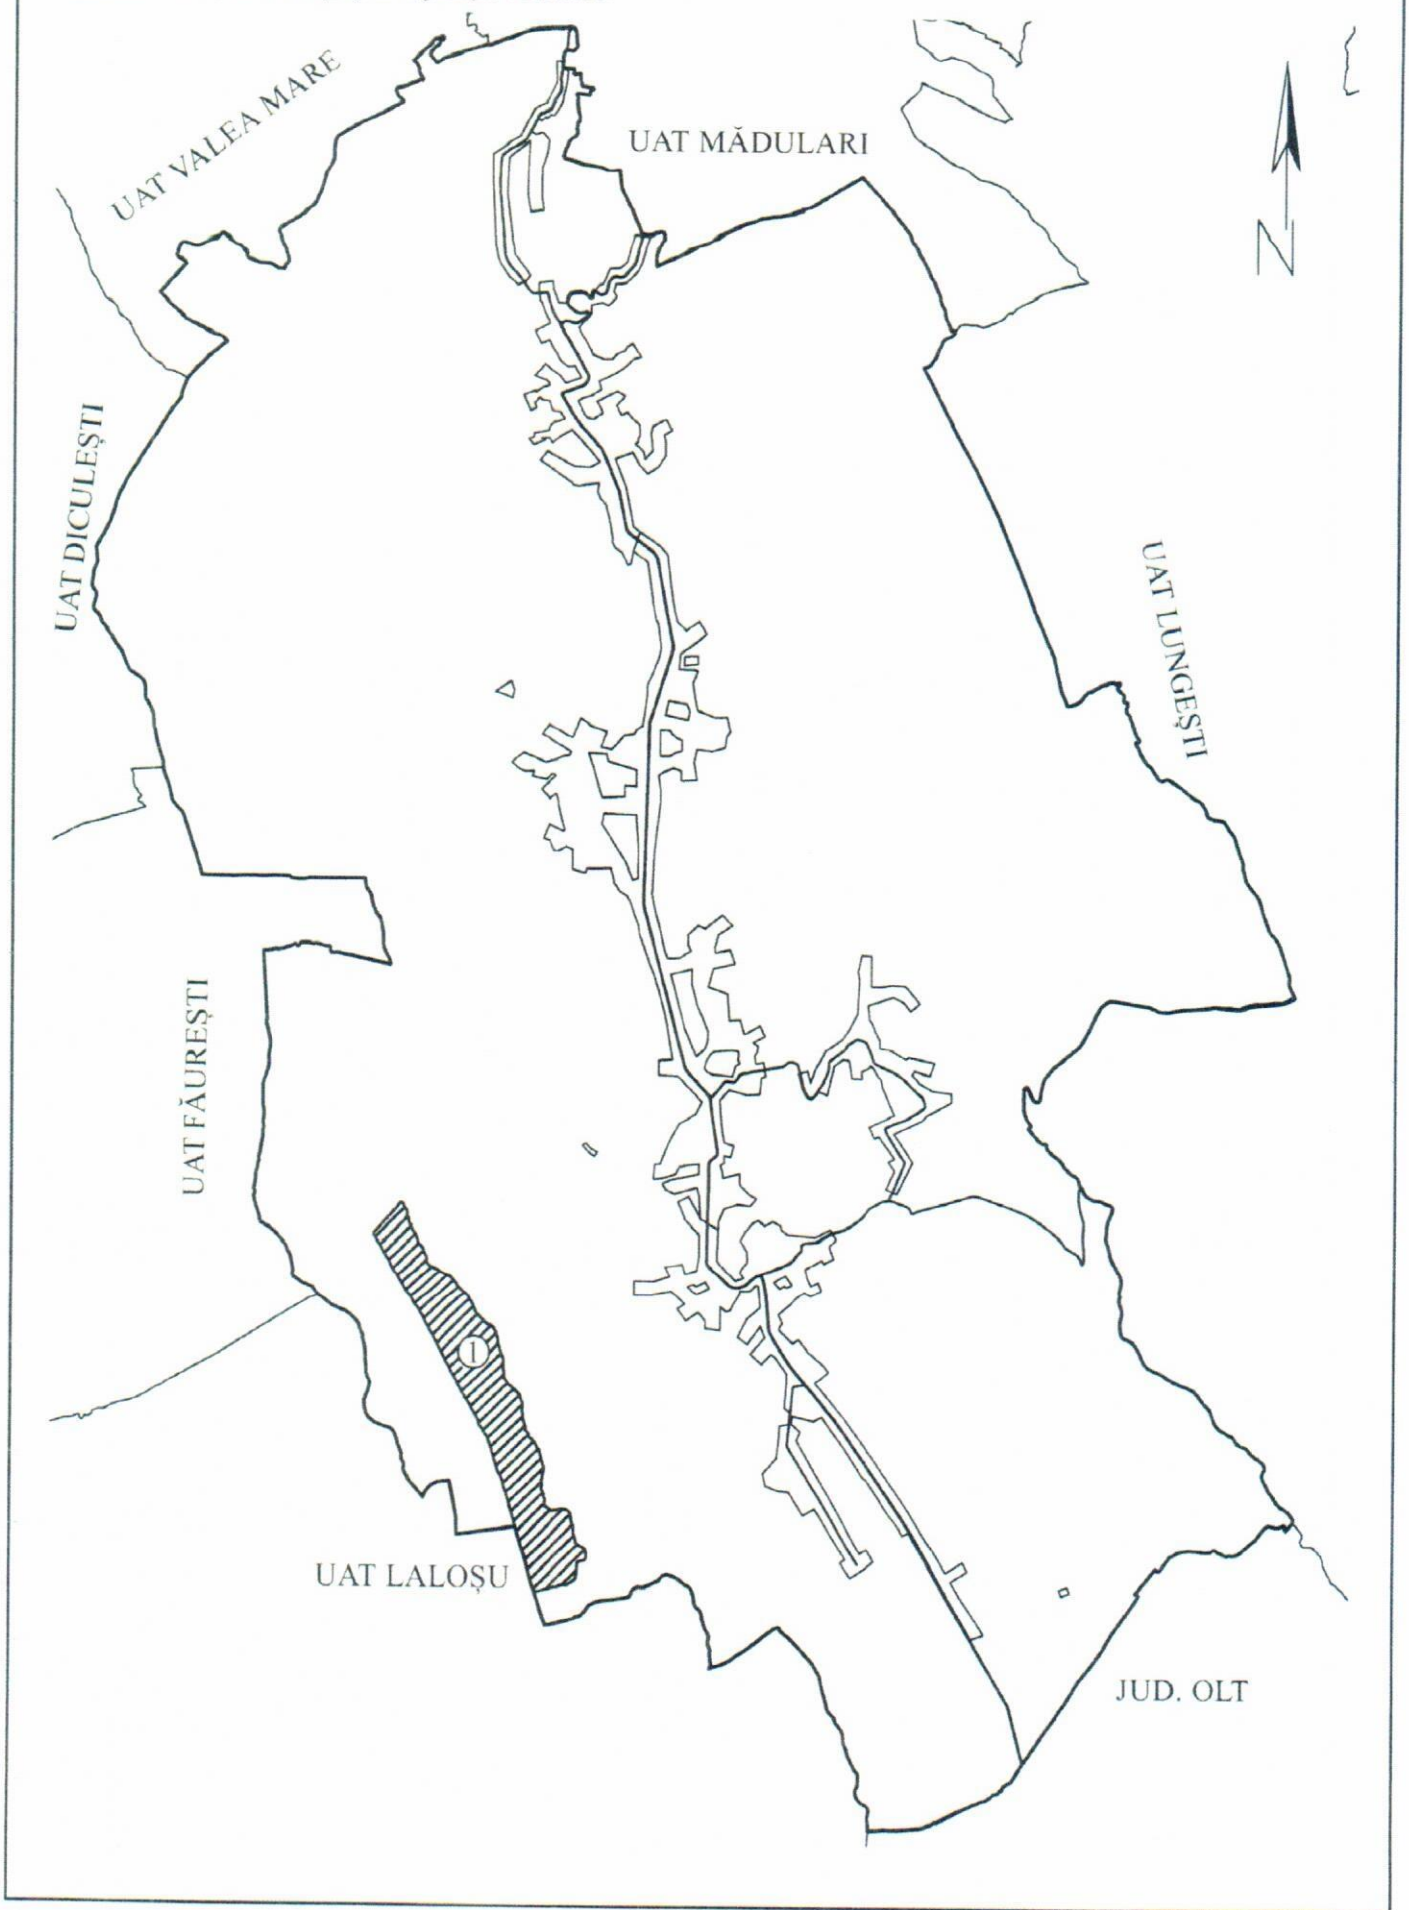 UAT VALEA MARE
UAT MĂDULARI
N
UAT DICULEȘTI
UAT LUNGEȘTI
UAT FĂUREȘTI
1
UAT LALOȘU
JUD. OLT